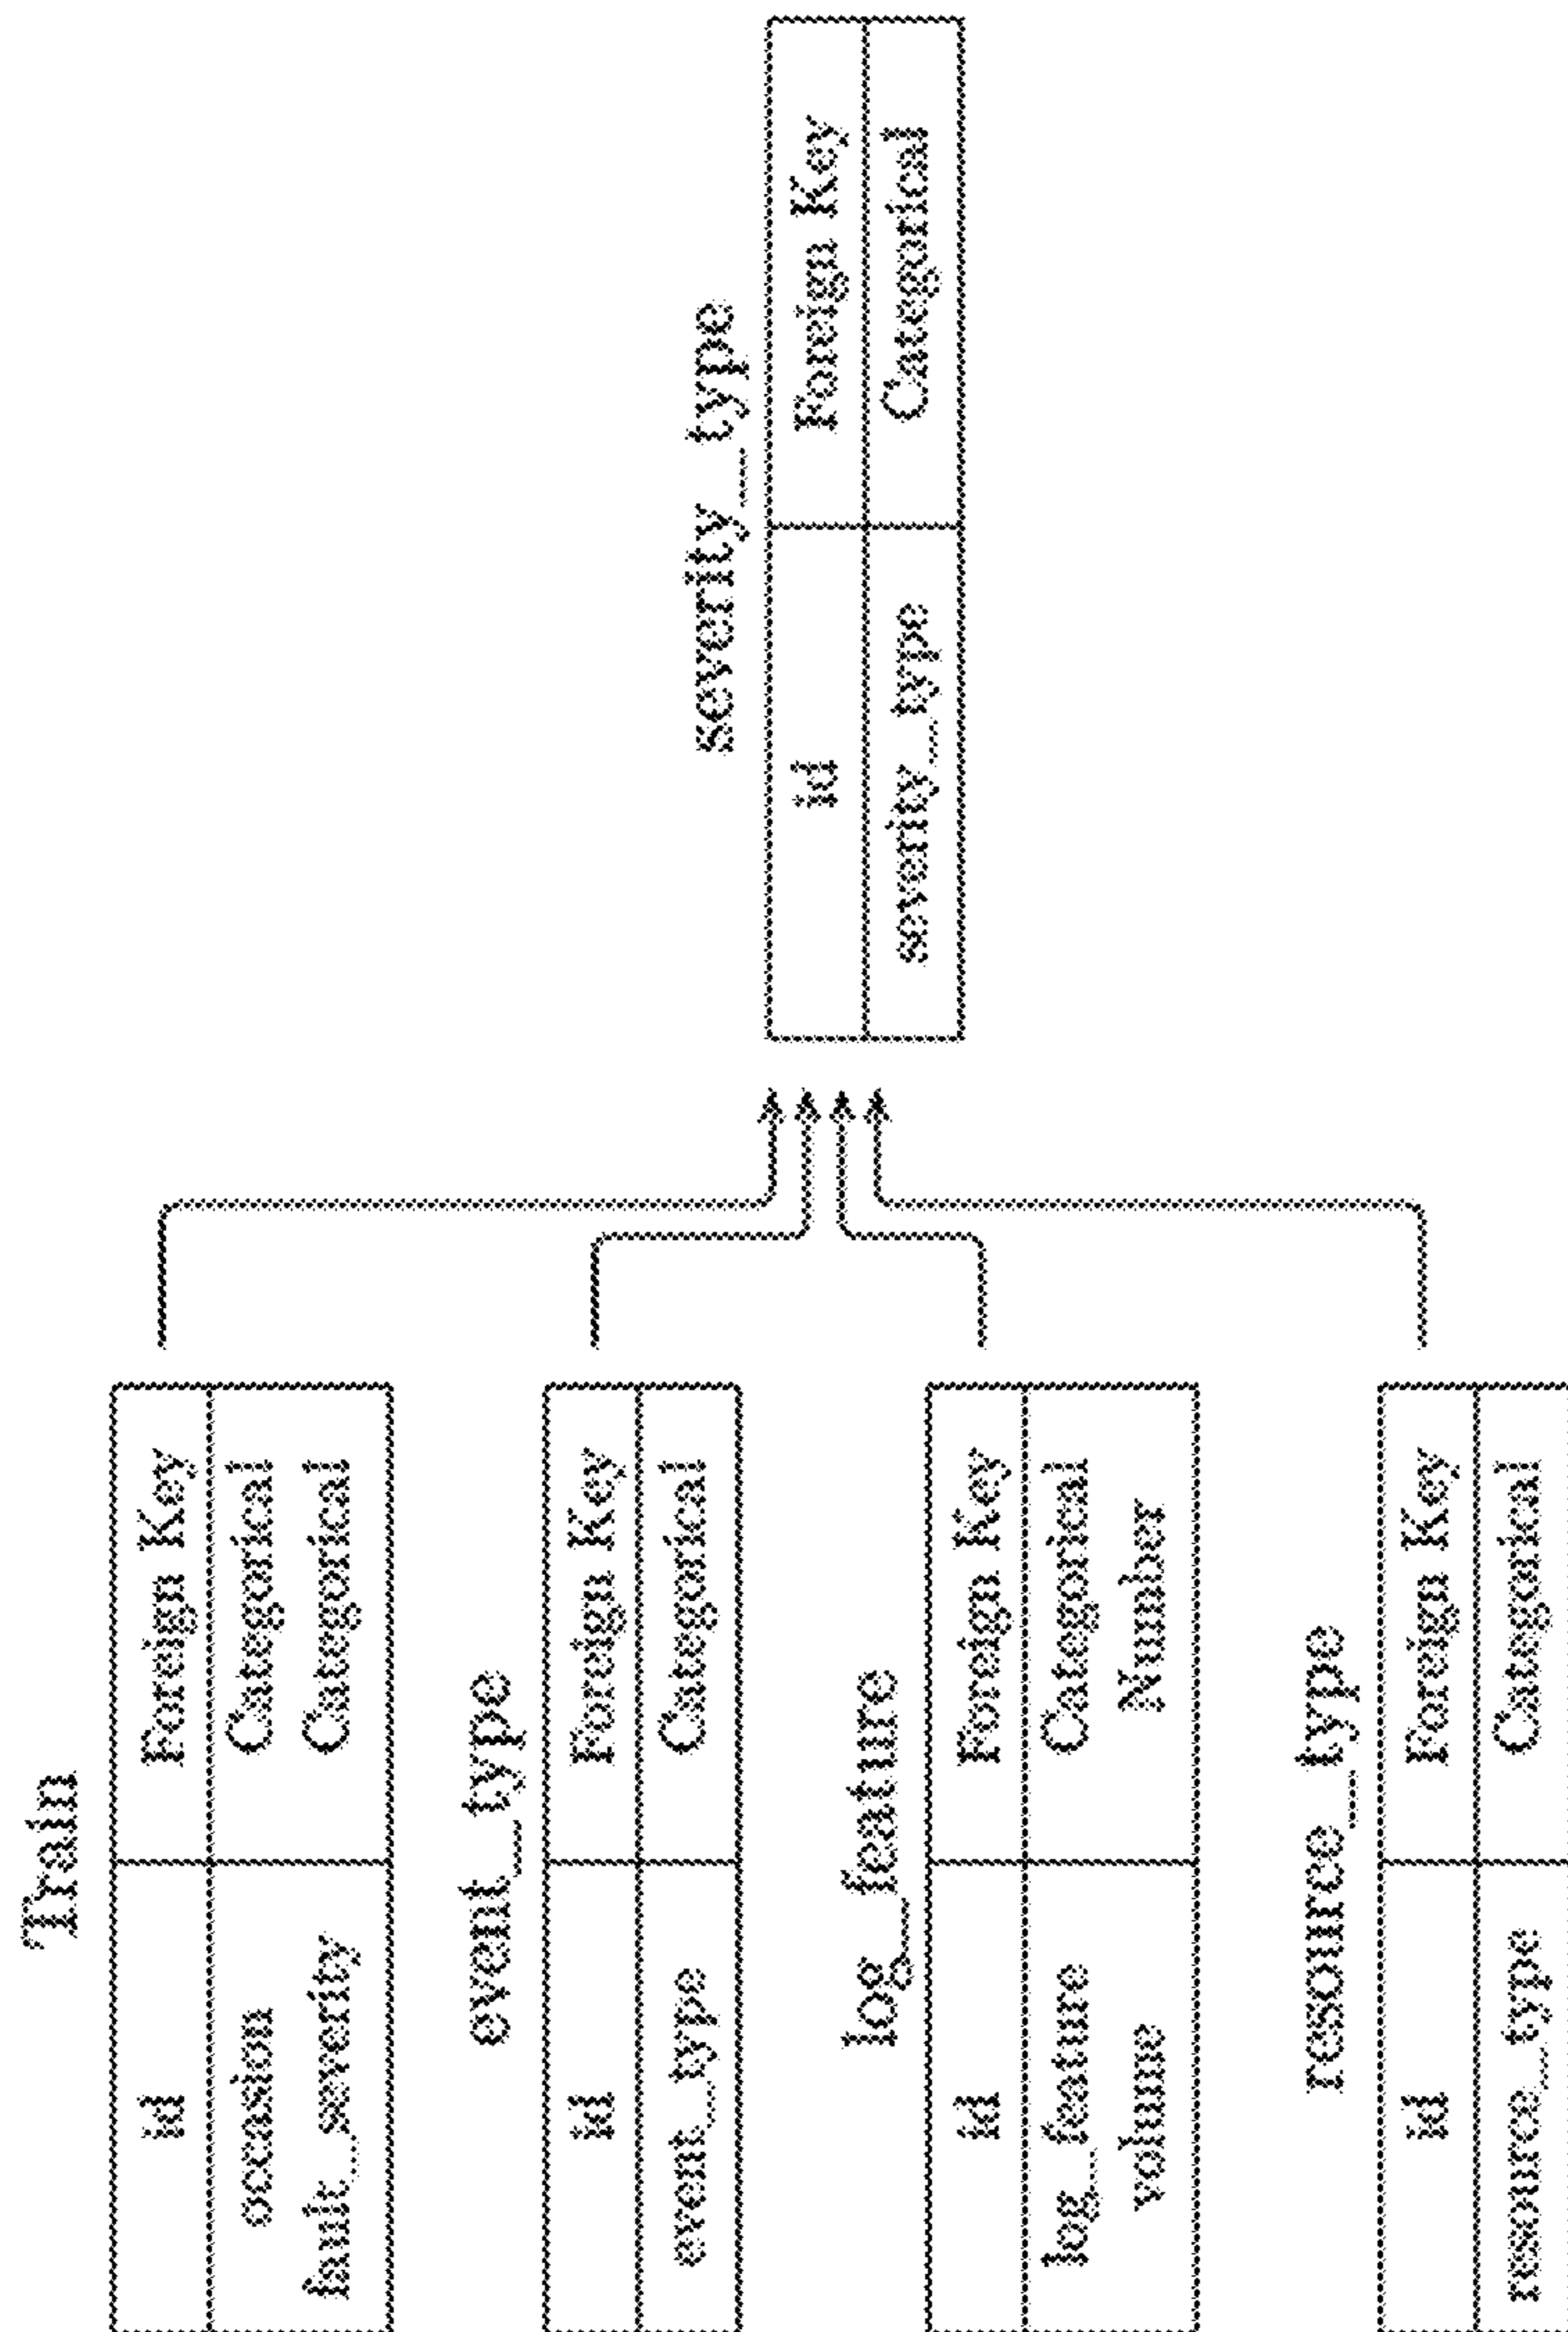 Train
id Foreign Key
occasion Categorical
fault_severity Categorical
event_type
id Foreign Key
event_type Categorical
log_feature
id Foreign Key
log_feature Categorical
volume Number
resource_type
id Foreign Key
resource_type Categorical
severity_type
id Foreign Key
severity_type Categorical